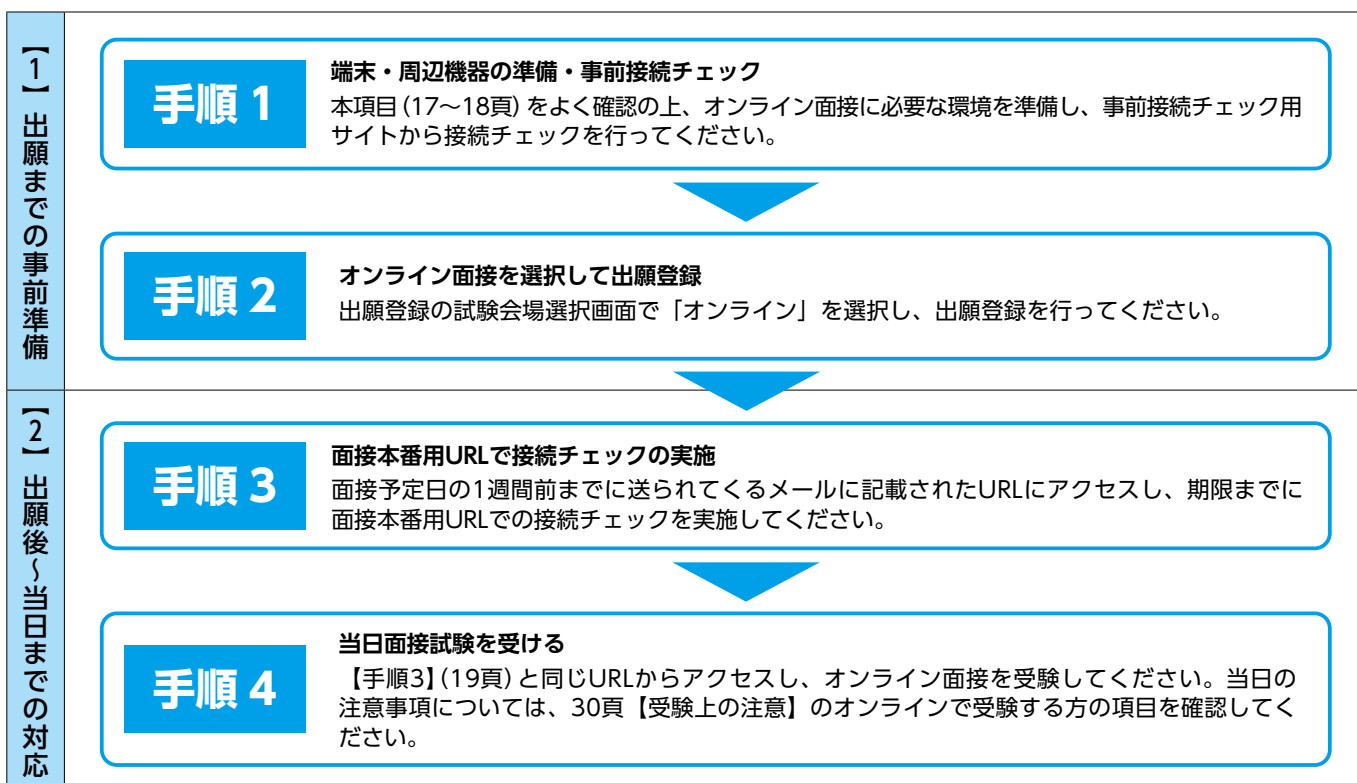 【1】出願までの事前準備
手順 1
端末・周辺機器の準備・事前接続チェック
本項目(17〜18頁)をよく確認の上、オンライン面接に必要な環境を準備し、事前接続チェック用
サイトから接続チェックを行ってください。
手順 2
オンライン面接を選択して出願登録
出願登録の試験会場選択画面で「オンライン」を選択し、出願登録を行ってください。
【2】出願後〜当日までの対応
手順 3
面接本番用URLで接続チェックの実施
面接予定日の1週間前までに送られてくるメールに記載されたURLにアクセスし、期限までに
面接本番用URLでの接続チェックを実施してください。
手順 4
当日面接試験を受ける
【手順3】(19頁)と同じURLからアクセスし、オンライン面接を受験してください。当日の
注意事項については、30頁【受験上の注意】のオンラインで受験する方の項目を確認してく
ださい。